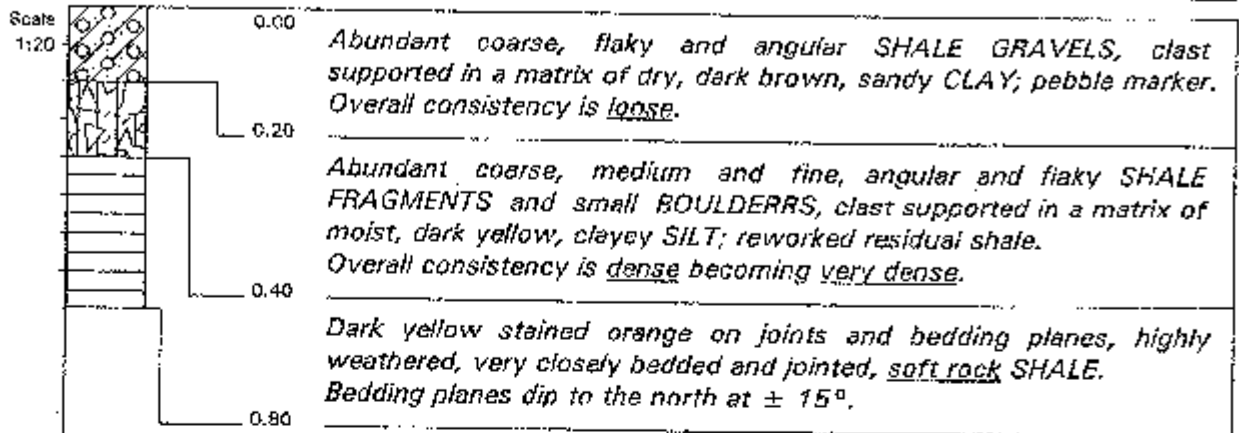 Scale
1:20
0.00
Abundant coarse, flaky and angular SHALE GRAVELS, clast
supported in a matrix of dry, dark brown, sandy CLAY; pebble marker.
Overall consistency is loose.
0.20
Abundant coarse, medium and fine, angular and flaky SHALE
FRAGMENTS and small BOULDERRS, clast supported in a matrix of
moist, dark yellow, clayey SILT; reworked residual shale.
Overall consistency is dense becoming very dense.
0.40
Dark yellow stained orange on joints and bedding planes, highly
weathered, very closely bedded and jointed, soft rock SHALE.
Bedding planes dip to the north at ± 15º.
0.80